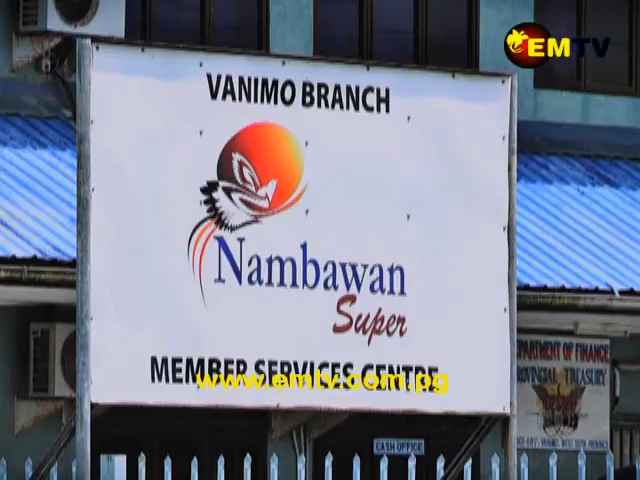 EMTV
VANIMO BRANCH
Nambawan
Super
MEMBER SERVICES CENTRE
www.emtv.com.pg
DEPARTMENT OF FINANCE
PROVINCIAL TREASURY
CASH OFFICE